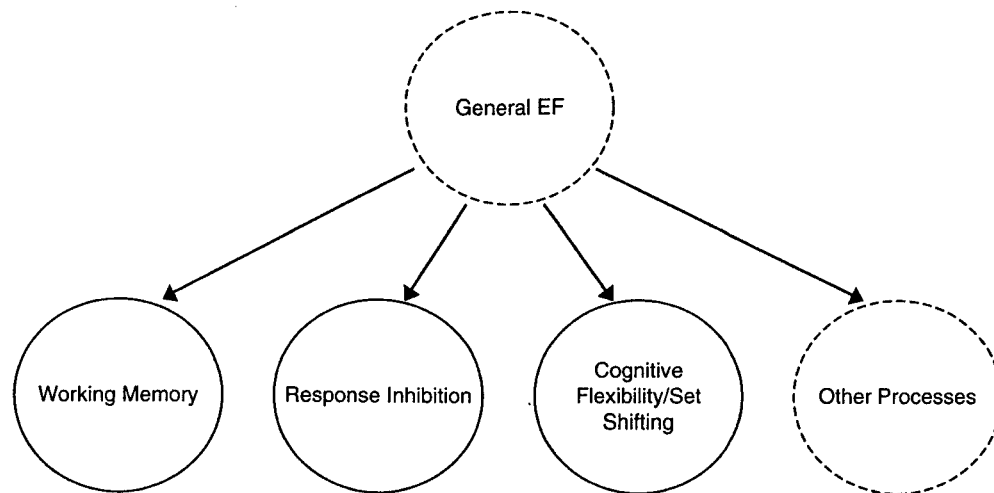 General EF
Working Memory
Response Inhibition
Cognitive
Flexibility/Set
Shifting
Other Processes